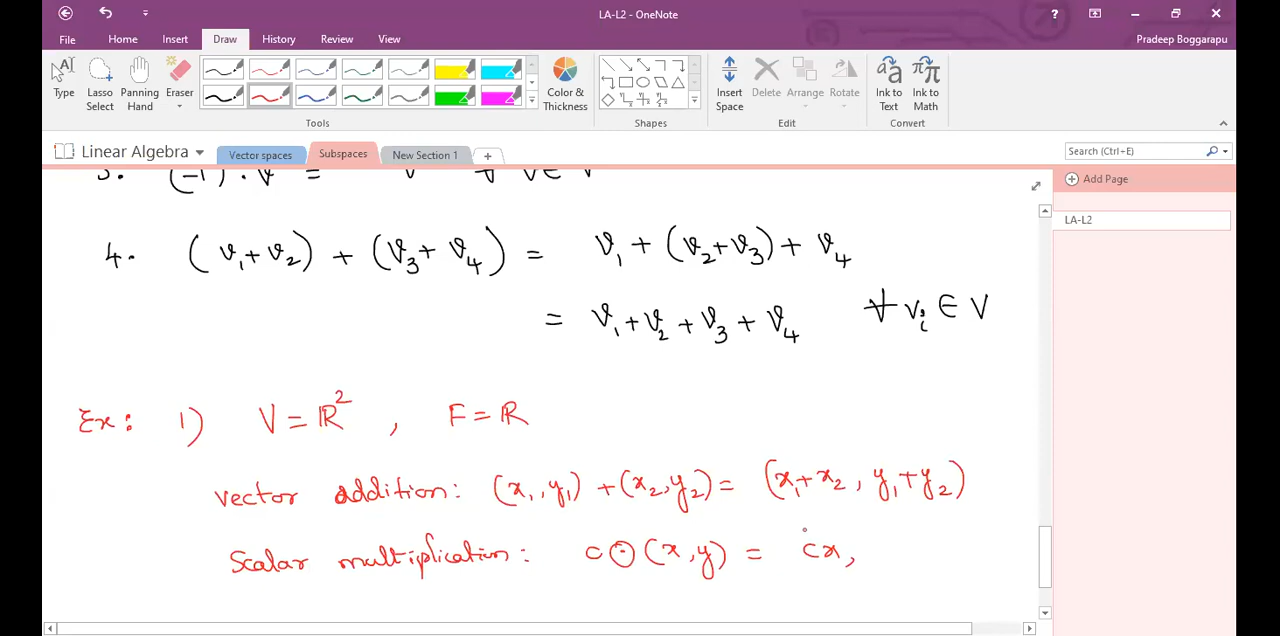 LA-L2 - OneNote
?
File Home Insert Draw History Review View
Pradeep Boggarapu
Type
Lasso Select
Panning Hand
Eraser
Color & Thickness
Insert Space
Delete
Arrange
Rotate
Ink to Text
Ink to Math
Tools
Shapes
Edit
Convert
Linear Algebra
Vector spaces
Subspaces
New Section 1
+
Search (Ctrl+E)
Add Page
LA-L2
3. (-1) . v = v ∀ v ∈ V
4. (v₁+v₂) + (v₃+v₄) = v₁ + (v₂+v₃) + v₄
= v₁+v₂+v₃+v₄ ∀ vᵢ ∈ V
Ex: 1) V = ℝ² , F = ℝ
vector addition: (x₁,y₁) + (x₂,y₂) = (x₁+x₂, y₁+y₂)
Scalar multiplication: c⊙(x,y) = cx,